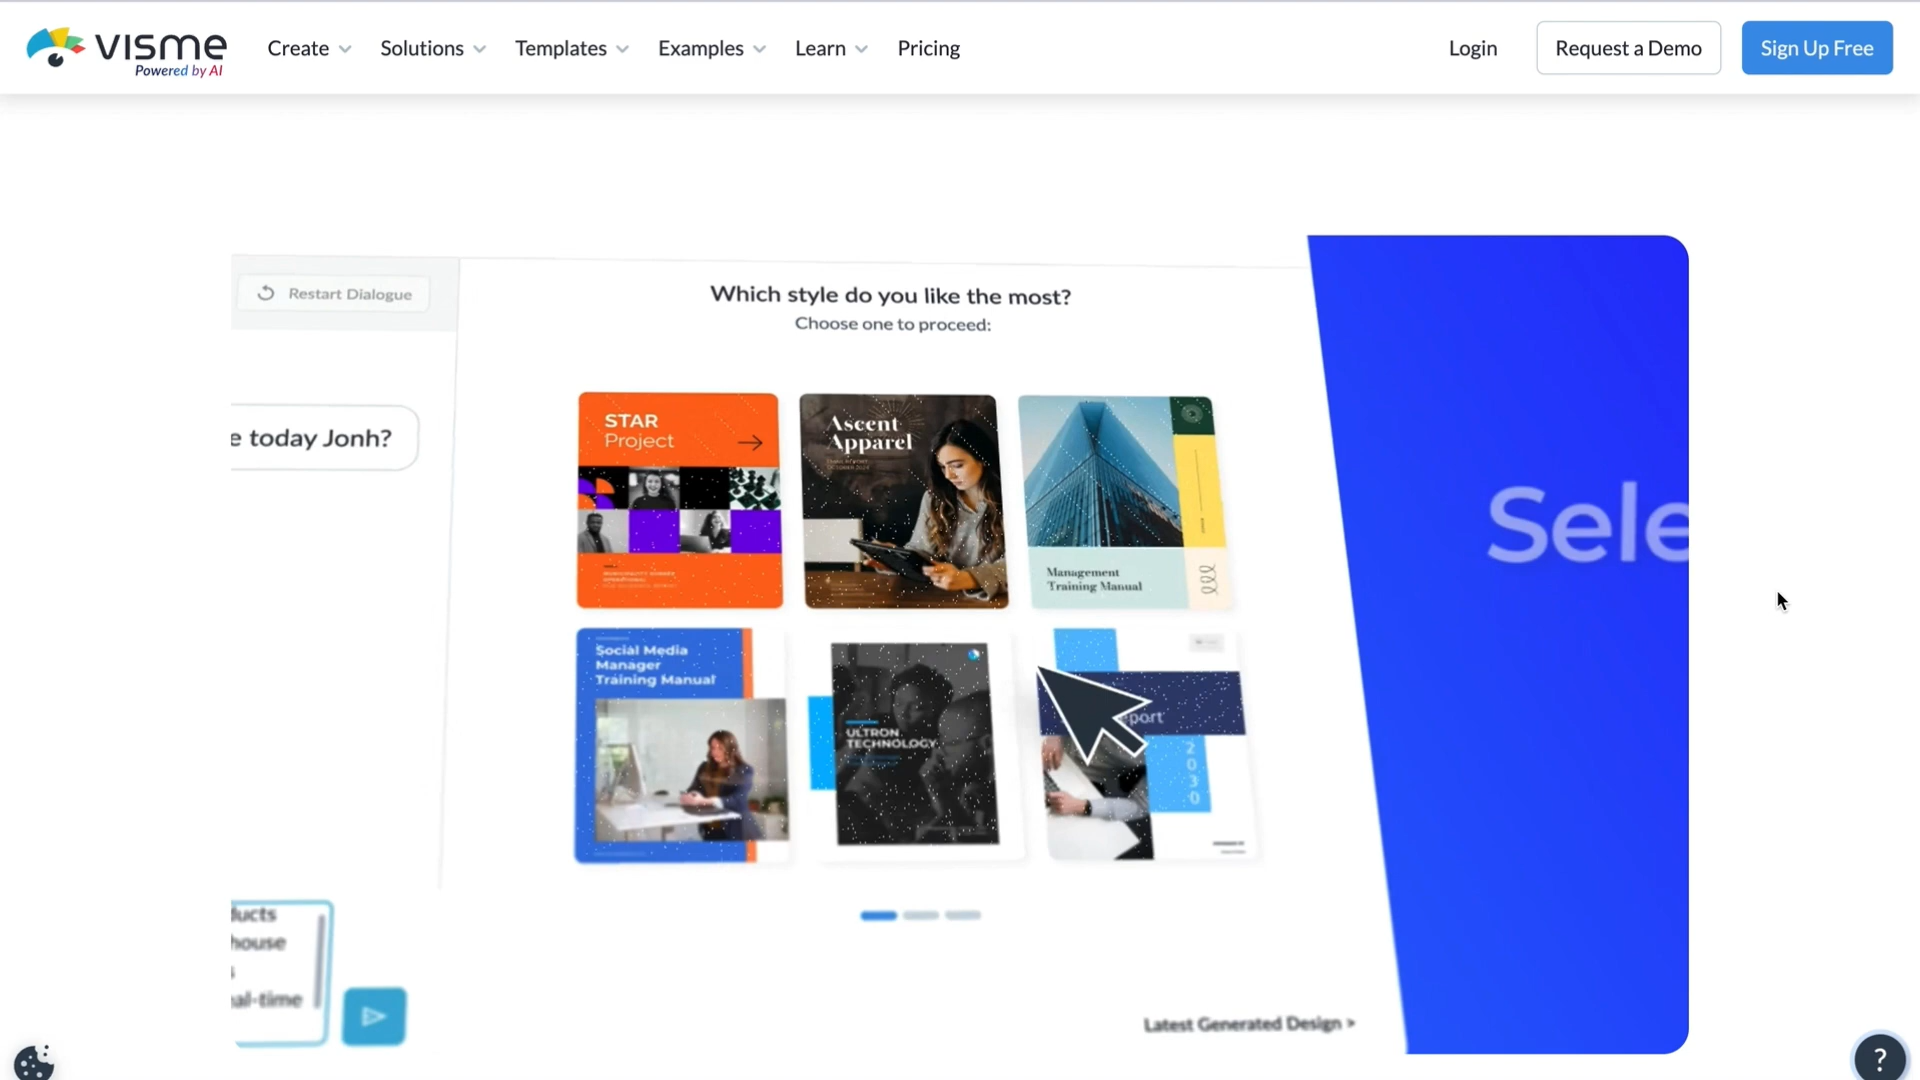 VISME
Powered by AI
Create
Solutions
Templates
Examples
Learn
Pricing
Login
Request a Demo
Sign Up Free
Restart Dialogue
Which style do you like the most?
Choose one to proceed:
e today Jonh?
STAR
Project
Ascent
Apparel
Management
Training Manual
Social Media
Manager
Training Manual
ULTRON
TECHNOLOGY
port
2
0
3
0
Sele
ducts
house
s
al-time
Latest Generated Design >
?